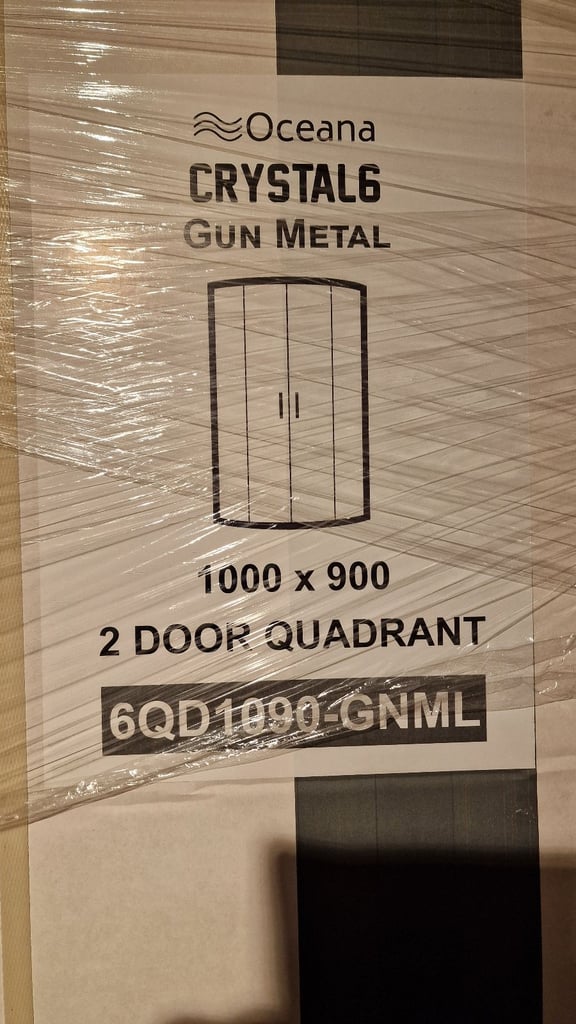 Oceana
CRYSTAL6
GUN METAL
1000 x 900
2 DOOR QUADRANT
6QD1090-GNML